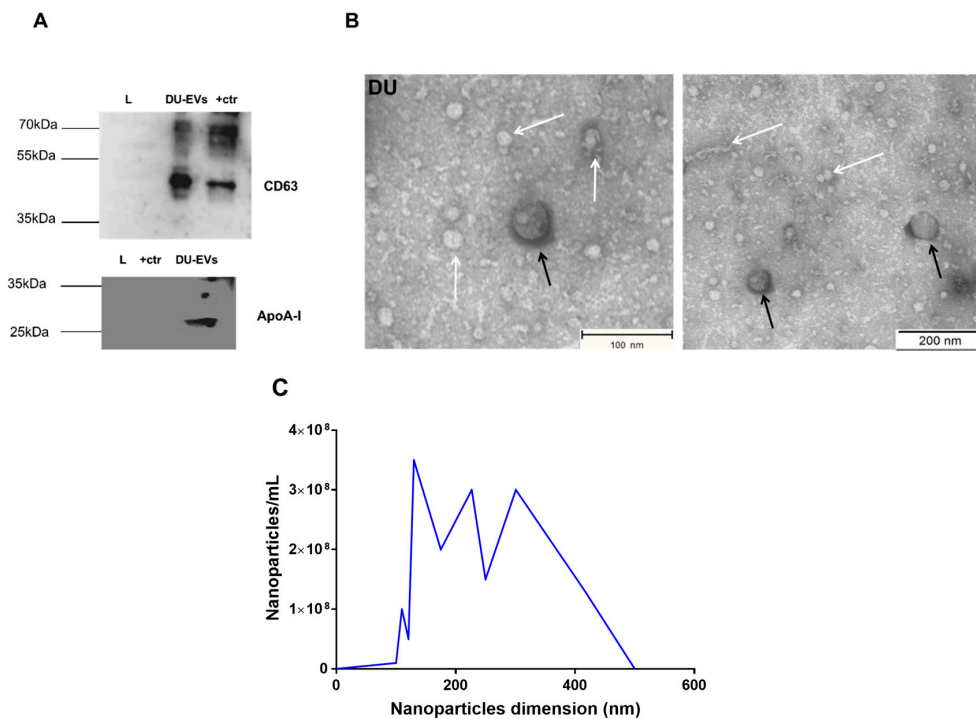 A
B
L DU-EVs +ctr
70kDa
55kDa
35kDa
CD63
L +ctr DU-EVs
35kDa
25kDa
ApoA-I
DU
100 nm
200 nm
C
Nanoparticles/mL
4×10⁸
3×10⁸
2×10⁸
1×10⁸
0
0 200 400 600
Nanoparticles dimension (nm)